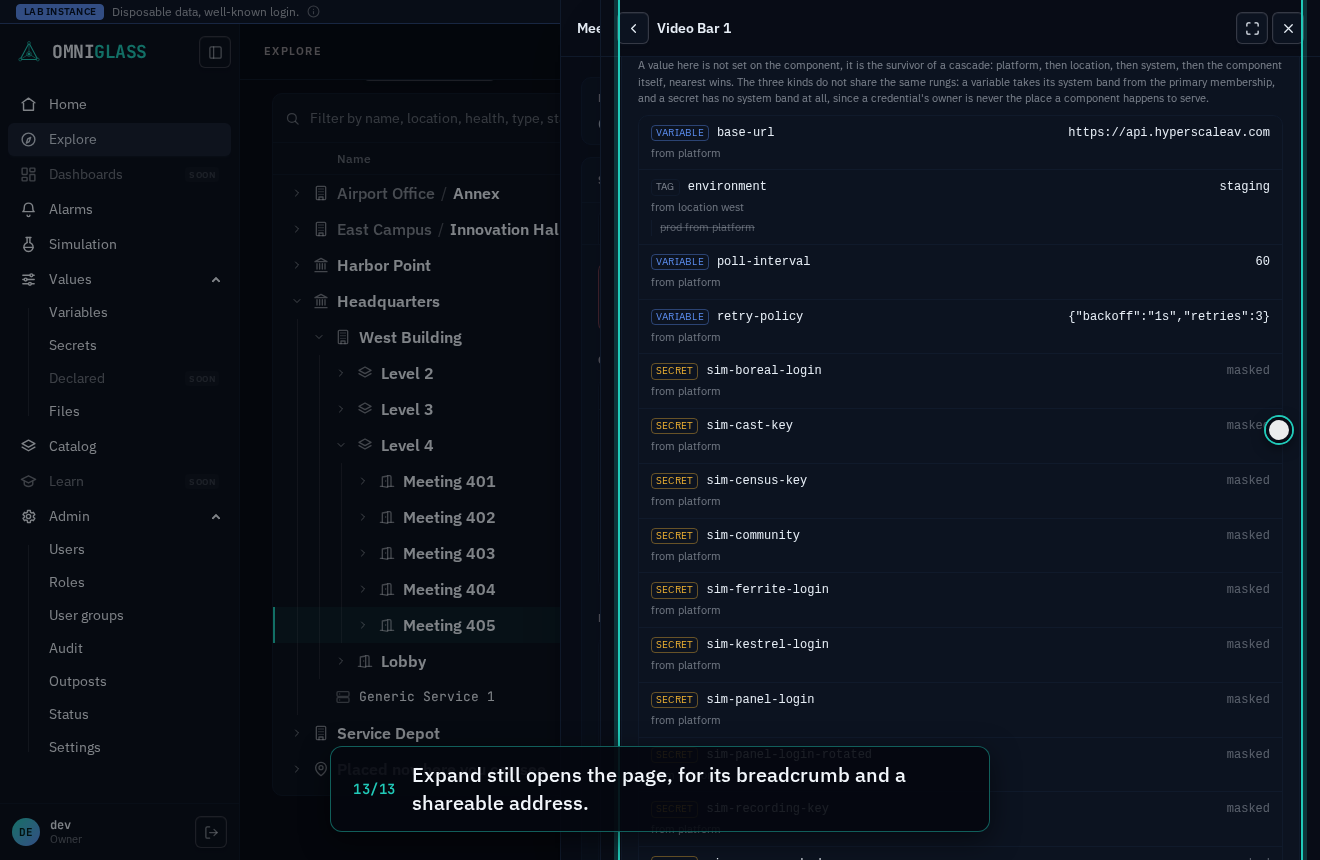 LAB INSTANCE Disposable data, well-known login.
OMNIGLASS
Home
Explore
Dashboards SOON
Alarms
Simulation
Values
Variables
Secrets
Declared SOON
Files
Catalog
Learn SOON
Admin
Users
Roles
User groups
Audit
Outposts
Status
Settings
DE dev
Owner
EXPLORE
Filter by name, location, health, type, st
Name
Airport Office / Annex
East Campus / Innovation Hal
Harbor Point
Headquarters
West Building
Level 2
Level 3
Level 4
Meeting 401
Meeting 402
Meeting 403
Meeting 404
Meeting 405
Lobby
Generic Service 1
Service Depot
Mee
Video Bar 1
A value here is not set on the component, it is the survivor of a cascade: platform, then location, then system, then the component
itself, nearest wins. The three kinds do not share the same rungs: a variable takes its system band from the primary membership,
and a secret has no system band at all, since a credential's owner is never the place a component happens to serve.
VARIABLE base-url https://api.hyperscaleav.com
from platform
TAG environment staging
from location west
prod from platform
VARIABLE poll-interval 60
from platform
VARIABLE retry-policy {"backoff":"1s","retries":3}
from platform
SECRET sim-boreal-login masked
from platform
SECRET sim-cast-key masked
from platform
SECRET sim-census-key masked
from platform
SECRET sim-community masked
from platform
SECRET sim-ferrite-login masked
from platform
SECRET sim-kestrel-login masked
from platform
SECRET sim-panel-login masked
from platform
SECRET sim-panel-login-rotated masked
SECRET sim-recording-key masked
from platform
13/13 Expand still opens the page, for its breadcrumb and a
shareable address.